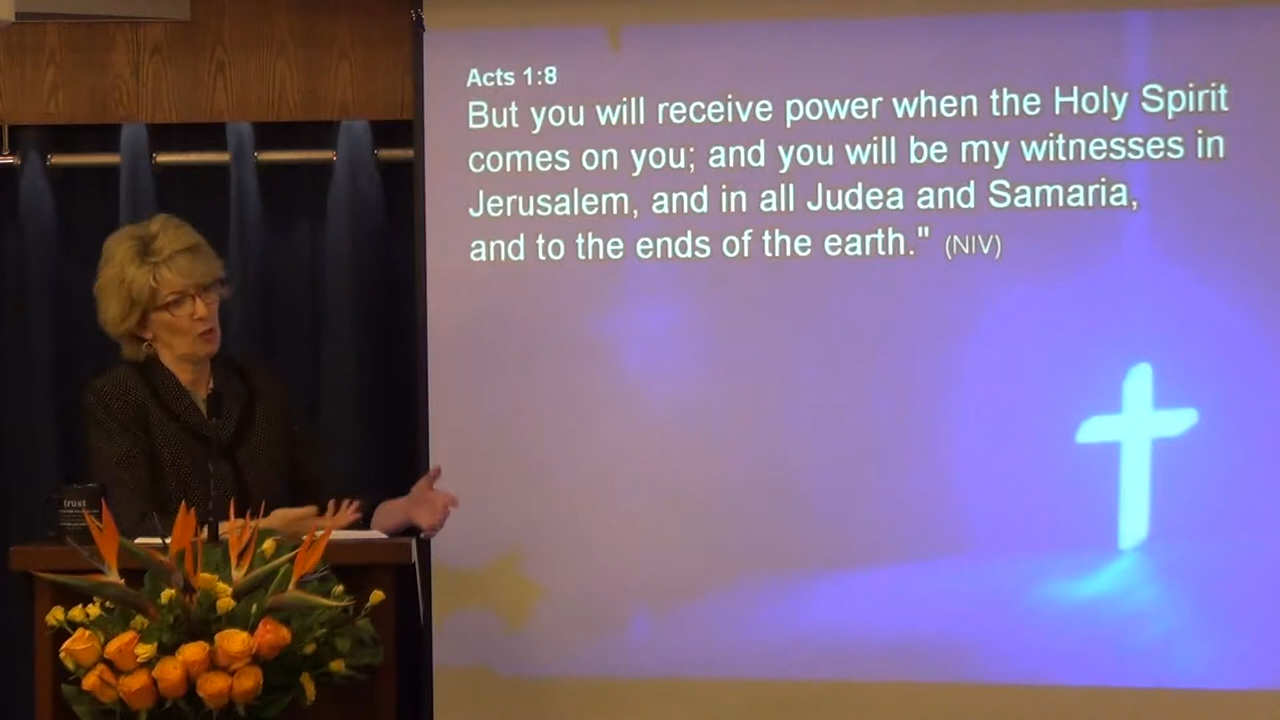 Acts 1:8
But you will receive power when the Holy Spirit
comes on you; and you will be my witnesses in
Jerusalem, and in all Judea and Samaria,
and to the ends of the earth." (NIV)
trust